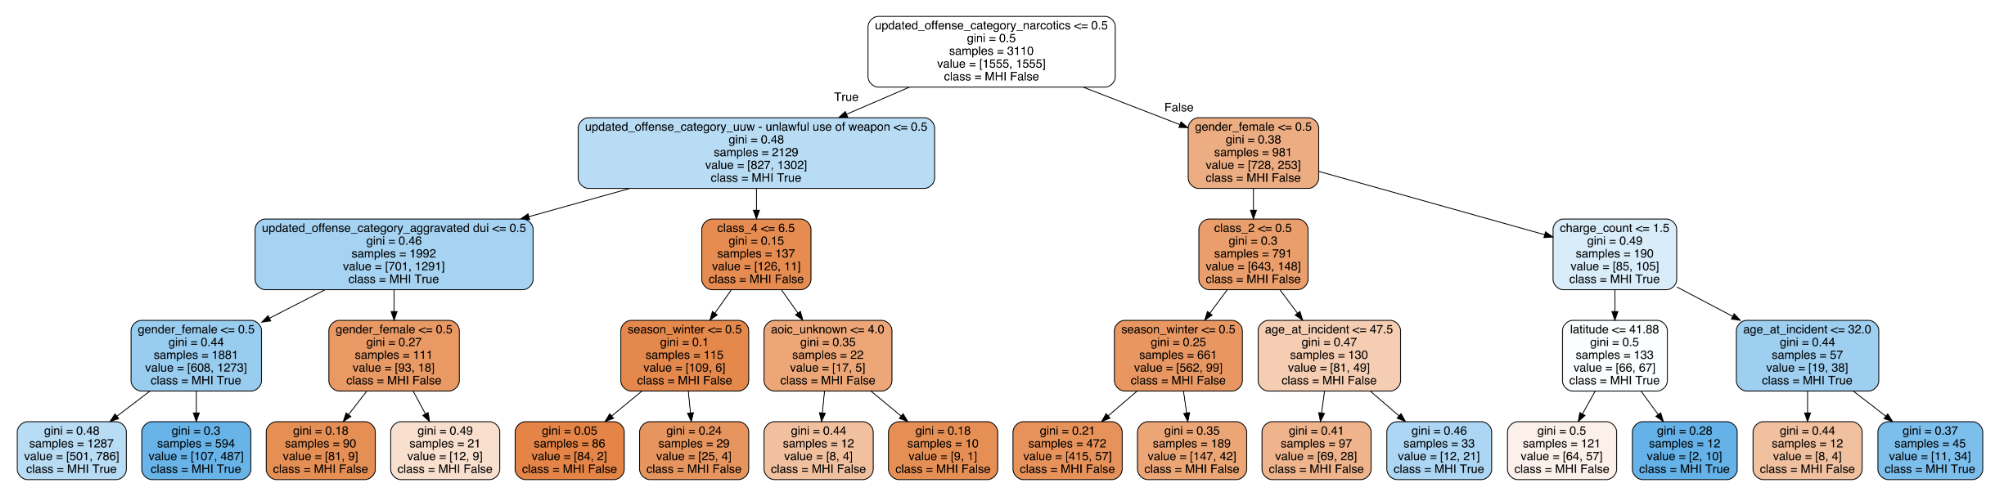 updated_offense_category_narcotics <= 0.5
gini = 0.5
samples = 3110
value = [1555, 1555]
class = MHI False
True
False
updated_offense_category_uuw - unlawful use of weapon <= 0.5
gini = 0.48
samples = 2129
value = [827, 1302]
class = MHI True
gender_female <= 0.5
gini = 0.38
samples = 981
value = [728, 253]
class = MHI False
updated_offense_category_aggravated dui <= 0.5
gini = 0.46
samples = 1992
value = [701, 1291]
class = MHI True
class_4 <= 6.5
gini = 0.15
samples = 137
value = [126, 11]
class = MHI False
class_2 <= 0.5
gini = 0.3
samples = 791
value = [643, 148]
class = MHI False
charge_count <= 1.5
gini = 0.49
samples = 190
value = [85, 105]
class = MHI True
gender_female <= 0.5
gini = 0.44
samples = 1881
value = [608, 1273]
class = MHI True
gender_female <= 0.5
gini = 0.27
samples = 111
value = [93, 18]
class = MHI False
season_winter <= 0.5
gini = 0.1
samples = 115
value = [109, 6]
class = MHI False
aoic_unknown <= 4.0
gini = 0.35
samples = 22
value = [17, 5]
class = MHI False
season_winter <= 0.5
gini = 0.25
samples = 661
value = [562, 99]
class = MHI False
age_at_incident <= 47.5
gini = 0.47
samples = 130
value = [81, 49]
class = MHI False
latitude <= 41.88
gini = 0.5
samples = 133
value = [66, 67]
class = MHI True
age_at_incident <= 32.0
gini = 0.44
samples = 57
value = [19, 38]
class = MHI True
gini = 0.48
samples = 1287
value = [501, 786]
class = MHI True
gini = 0.3
samples = 594
value = [107, 487]
class = MHI True
gini = 0.18
samples = 90
value = [81, 9]
class = MHI False
gini = 0.49
samples = 21
value = [12, 9]
class = MHI False
gini = 0.05
samples = 86
value = [84, 2]
class = MHI False
gini = 0.24
samples = 29
value = [25, 4]
class = MHI False
gini = 0.44
samples = 12
value = [8, 4]
class = MHI False
gini = 0.18
samples = 10
value = [9, 1]
class = MHI False
gini = 0.21
samples = 472
value = [415, 57]
class = MHI False
gini = 0.35
samples = 189
value = [147, 42]
class = MHI False
gini = 0.41
samples = 97
value = [69, 28]
class = MHI False
gini = 0.46
samples = 33
value = [12, 21]
class = MHI True
gini = 0.5
samples = 121
value = [64, 57]
class = MHI False
gini = 0.28
samples = 12
value = [2, 10]
class = MHI True
gini = 0.44
samples = 12
value = [8, 4]
class = MHI False
gini = 0.37
samples = 45
value = [11, 34]
class = MHI True